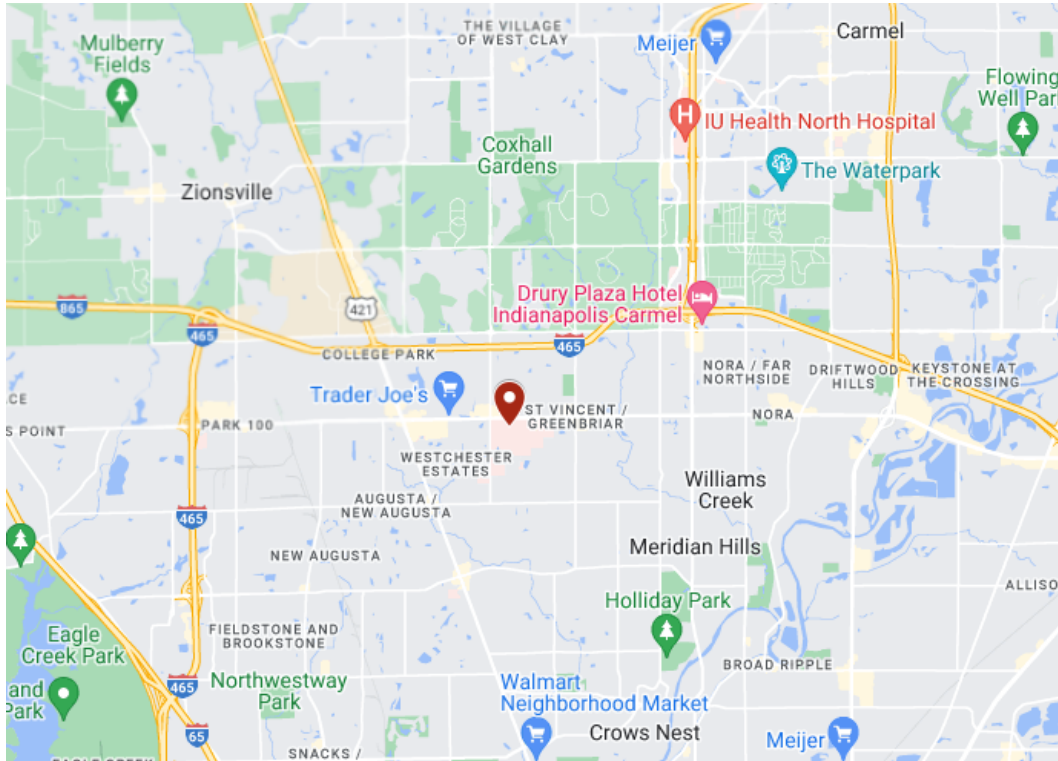 THE VILLAGE
OF WEST CLAY
Carmel
Meijer
Mulberry
Fields
Flowing
Well Park
IU Health North Hospital
Coxhall
Gardens
The Waterpark
Zionsville
Drury Plaza Hotel
Indianapolis Carmel
865
421
465
465
COLLEGE PARK
NORA / FAR
NORTHSIDE
DRIFTWOOD
HILLS
KEYSTONE AT
THE CROSSING
Trader Joe's
ACE
ST VINCENT /
GREENBRIAR
NORA
PARK 100
S POINT
WESTCHESTER
ESTATES
Williams
Creek
AUGUSTA /
NEW AUGUSTA
465
Meridian Hills
NEW AUGUSTA
ALLISO
Holliday Park
Eagle
Creek Park
FIELDSTONE AND
BROOKSTONE
BROAD RIPPLE
465
Northwestway
Park
and
Park
Walmart
Neighborhood Market
65
Crows Nest
Meijer
SNACKS /
EAGLE CREEK